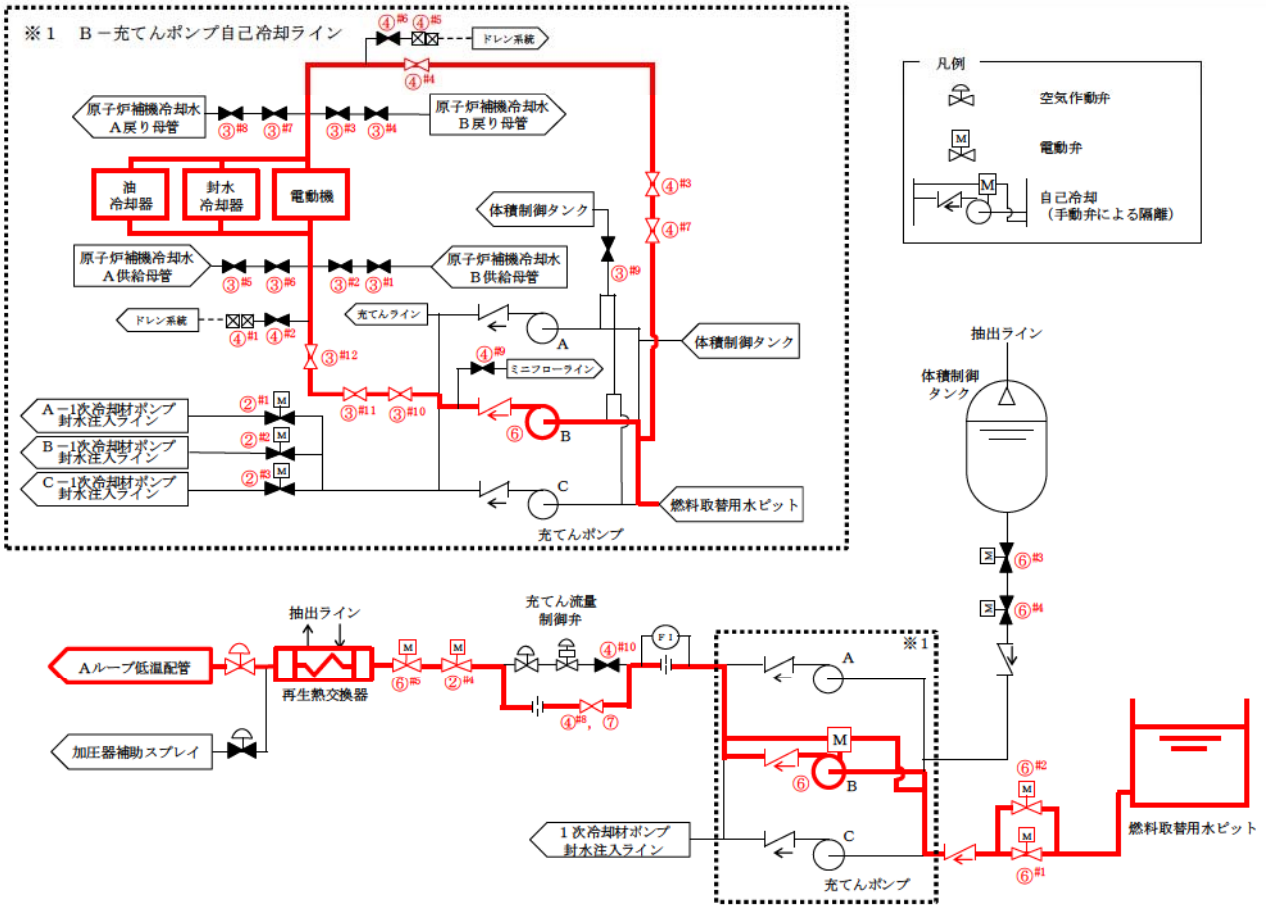 ※1 B－充てんポンプ自己冷却ライン
④#6
④#5
ドレン系統
④#4
原子炉補機冷却水
A戻り母管
③#8
③#7
③#3
③#4
原子炉補機冷却水
B戻り母管
油
冷却器
封水
冷却器
電動機
④#3
体積制御タンク
④#7
原子炉補機冷却水
A供給母管
③#5
③#6
③#2
③#1
原子炉補機冷却水
B供給母管
③#9
ドレン系統
④#1
④#2
充てんライン
A
体積制御タンク
③#12
④#9
ミニフローライン
③#11
③#10
⑥
B
A－1次冷却材ポンプ
封水注入ライン
②#1
M
B－1次冷却材ポンプ
封水注入ライン
②#2
M
C－1次冷却材ポンプ
封水注入ライン
②#3
M
C
燃料取替用水ピット
充てんポンプ
凡例
空気作動弁
M
電動弁
M
自己冷却
（手動弁による隔離）
抽出ライン
体積制御
タンク
M
⑥#3
M
⑥#4
抽出ライン
充てん流量
制御弁
④#10
FI
※1
Aループ低温配管
再生熱交換器
M
⑥#5
M
②#4
④#8，⑦
A
加圧器補助スプレイ
M
⑥
B
⑥#2
M
1次冷却材ポンプ
封水注入ライン
C
充てんポンプ
M
⑥#1
燃料取替用水ピット